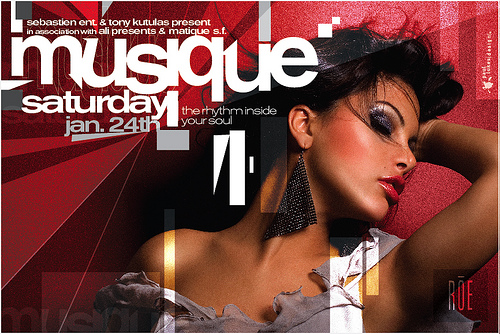 sebastien ent. & tony kutulas present
in association with ali presents & matique s.f.
musique
saturday
jan. 24th
the rhythm inside
your soul
RŌE
musique